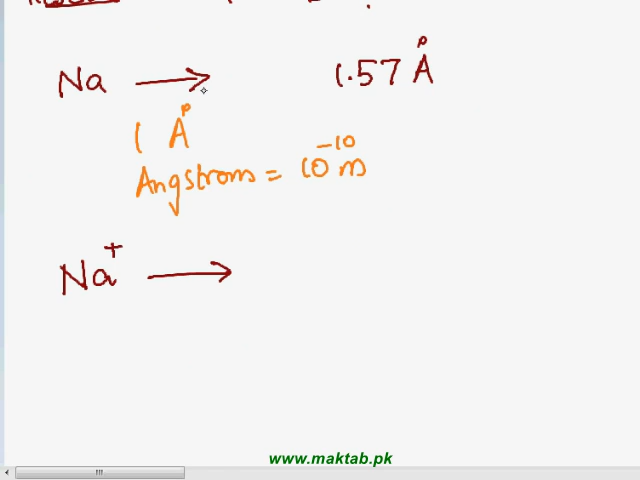 Na → 1.57 Å
1 Å
Angstrom = 10⁻¹⁰ m
Na⁺ →
www.maktab.pk